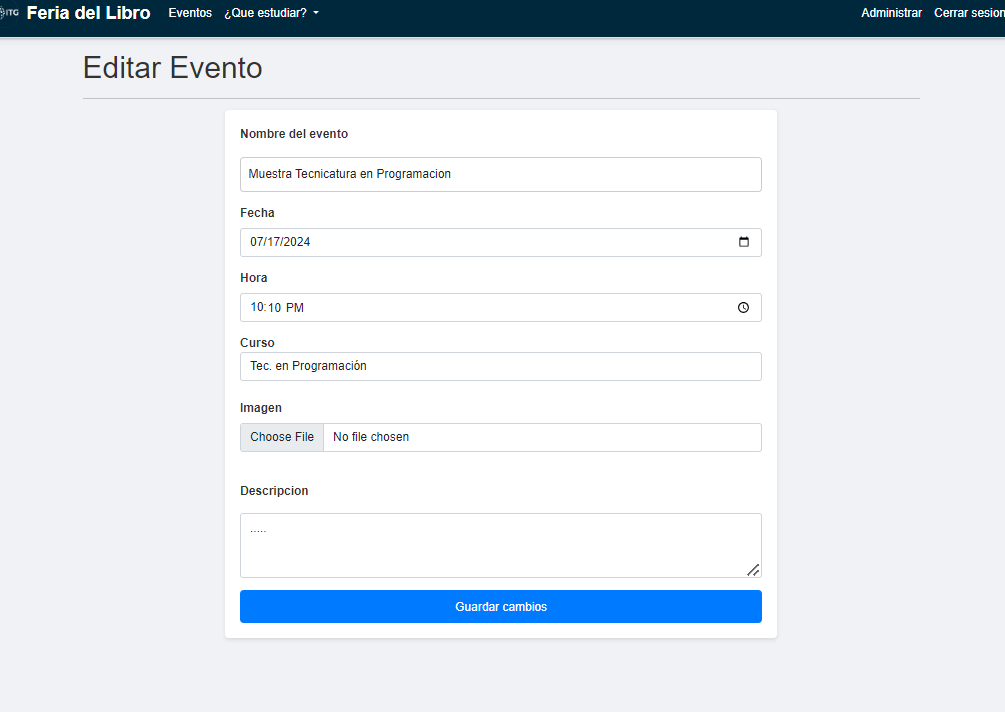 ITG Feria del Libro Eventos ¿Que estudiar? Administrar Cerrar sesion
Editar Evento
Nombre del evento
Muestra Tecnicatura en Programacion
Fecha
07/17/2024
Hora
10:10 PM
Curso
Tec. en Programación
Imagen
Choose File No file chosen
Descripcion
.....
Guardar cambios